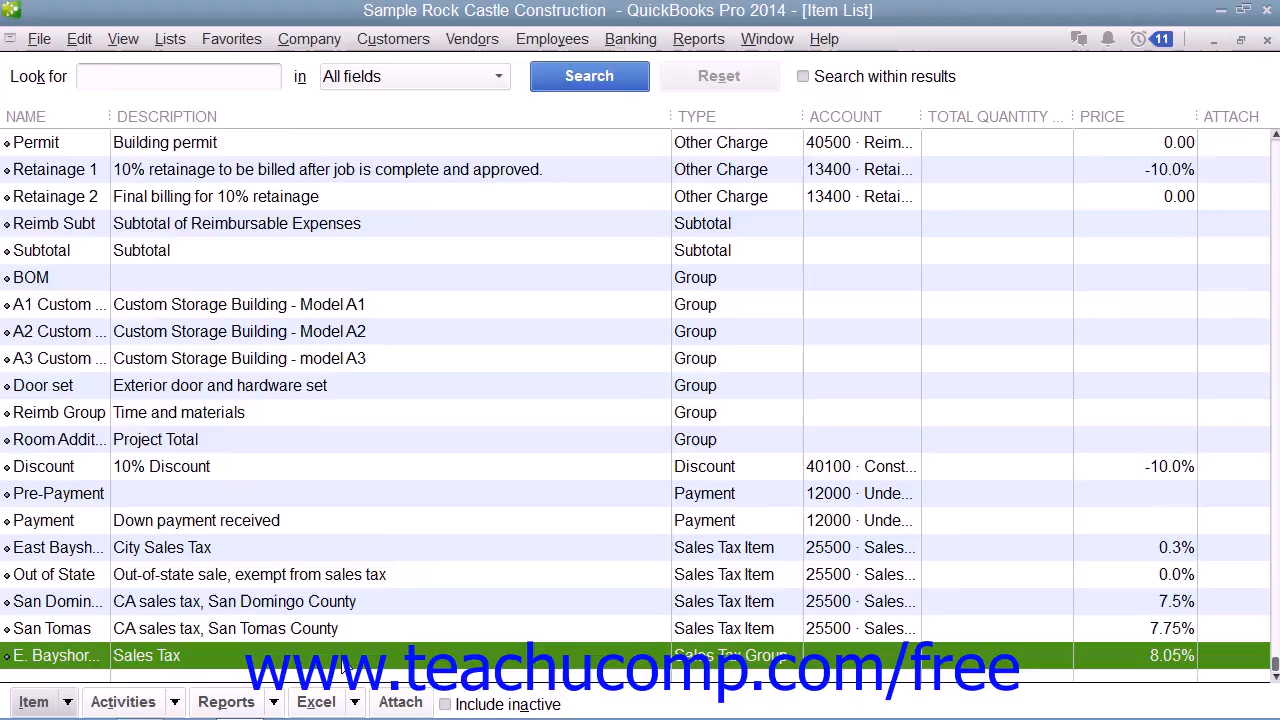 Sample Rock Castle Construction - QuickBooks Pro 2014 - [Item List]
File Edit View Lists Favorites Company Customers Vendors Employees Banking Reports Window Help 11
Look for in All fields Search Reset Search within results
NAME DESCRIPTION TYPE ACCOUNT TOTAL QUANTITY ... PRICE ATTACH
Permit Building permit Other Charge 40500 · Reim... 0.00
Retainage 1 10% retainage to be billed after job is complete and approved. Other Charge 13400 · Retai... -10.0%
Retainage 2 Final billing for 10% retainage Other Charge 13400 · Retai... 0.00
Reimb Subt Subtotal of Reimbursable Expenses Subtotal
Subtotal Subtotal Subtotal
BOM Group
A1 Custom ... Custom Storage Building - Model A1 Group
A2 Custom ... Custom Storage Building - Model A2 Group
A3 Custom ... Custom Storage Building - model A3 Group
Door set Exterior door and hardware set Group
Reimb Group Time and materials Group
Room Addit... Project Total Group
Discount 10% Discount Discount 40100 · Const... -10.0%
Pre-Payment Payment 12000 · Unde...
Payment Down payment received Payment 12000 · Unde...
East Baysh... City Sales Tax Sales Tax Item 25500 · Sales... 0.3%
Out of State Out-of-state sale, exempt from sales tax Sales Tax Item 25500 · Sales... 0.0%
San Domin... CA sales tax, San Domingo County Sales Tax Item 25500 · Sales... 7.5%
San Tomas CA sales tax, San Tomas County Sales Tax Item 25500 · Sales... 7.75%
E. Bayshor... Sales Tax Sales Tax Group 8.05%
www.teachucomp.com/free
Item Activities Reports Excel Attach Include inactive